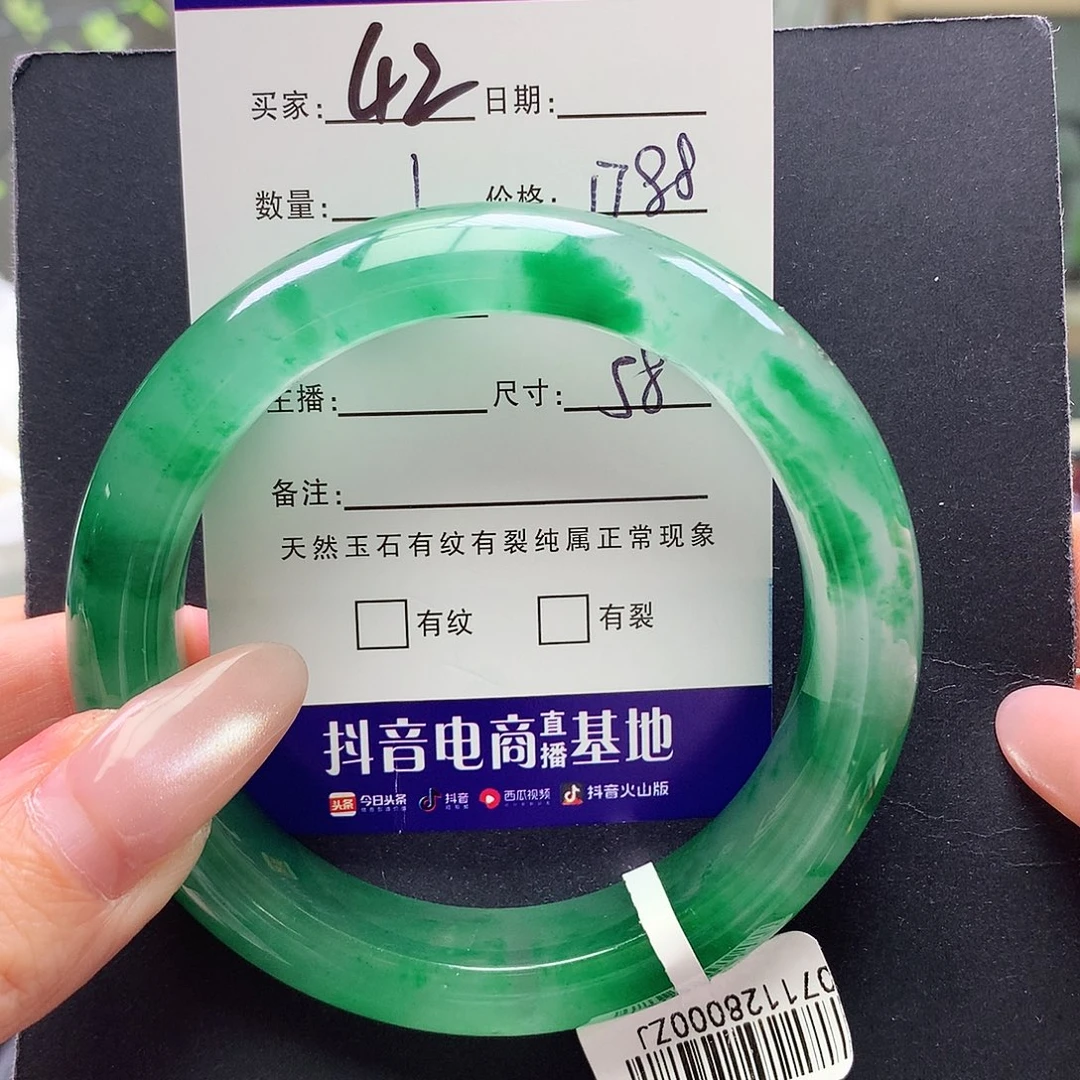 买家: 42 日期:
数量: 1 价格: 1788
主播: 尺寸: 58
备注:
天然玉石有纹有裂纯属正常现象
有纹 有裂
抖音电商直播基地
头条 今日头条 抖音 西瓜视频 抖音火山版
071128000ZJ